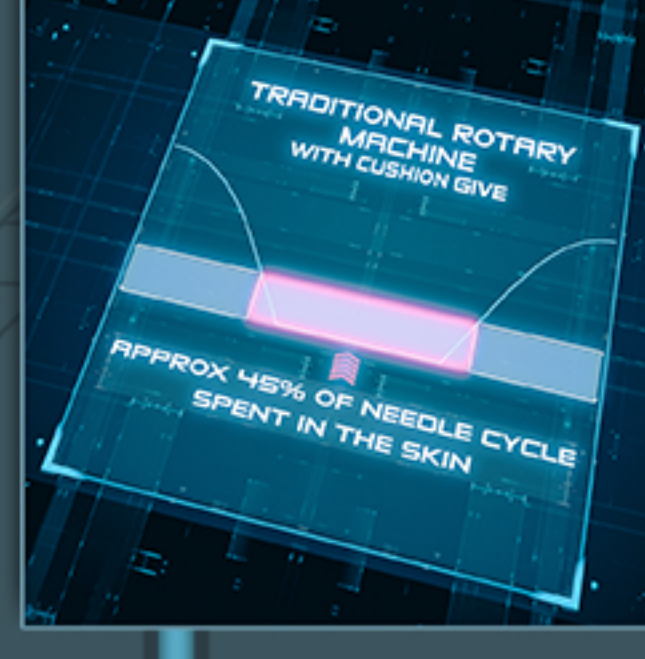 TRADITIONAL ROTARY
MACHINE
WITH CUSHION GIVE
APPROX 45% OF NEEDLE CYCLE
SPENT IN THE SKIN